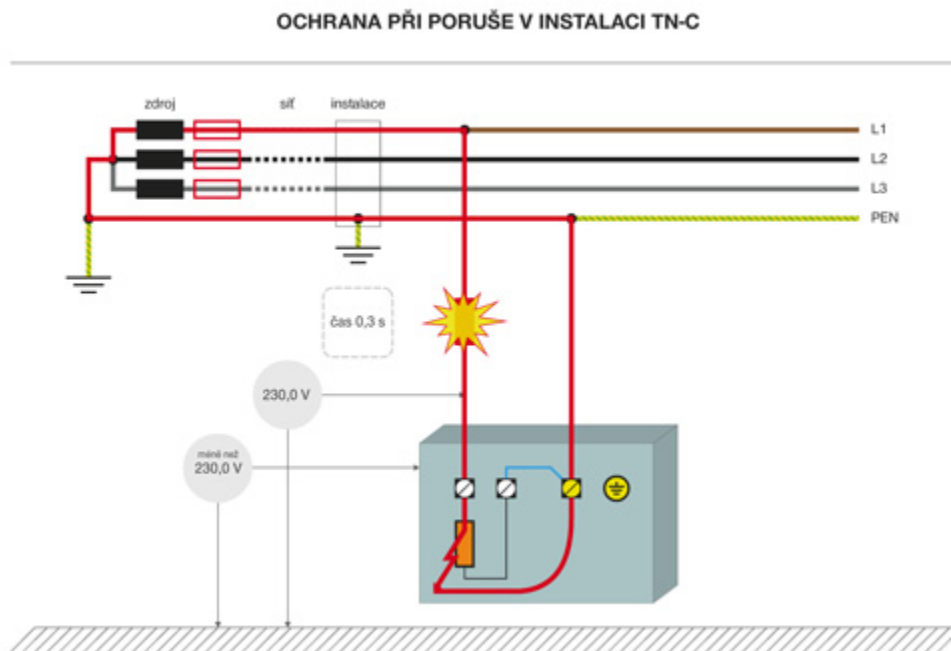 OCHRANA PŘI PORUŠE V INSTALACI TN-C
zdroj síť instalace
L1
L2
L3
PEN
čas 0,3 s
230,0 V
méně než
230,0 V